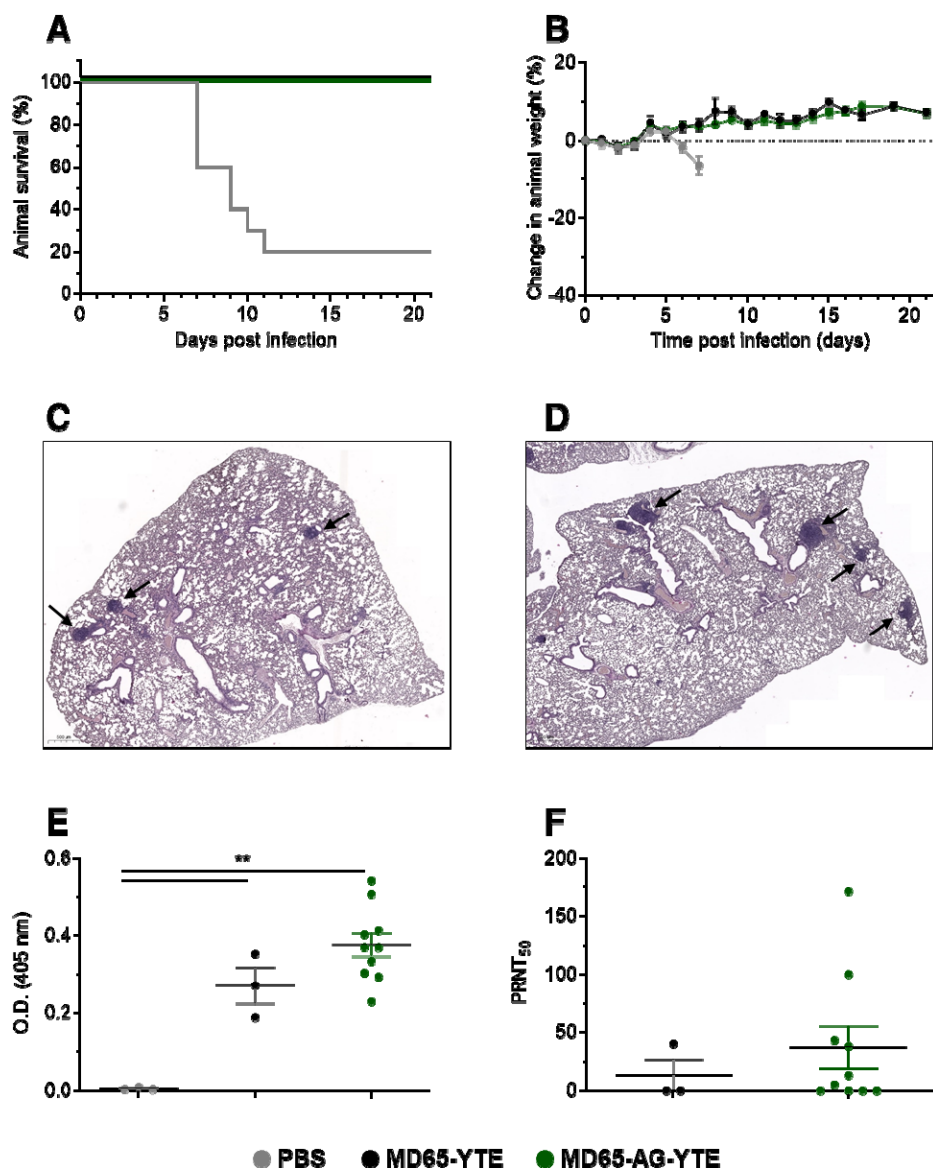 A
B
Animal survival (%)
100
80
60
40
20
0
0
5
10
15
20
Days post infection
Change in animal weight (%)
20
0
-20
-40
0
5
10
15
20
Time post infection (days)
C
D
E
F
O.D. (405 nm)
0.6
0.4
0.2
0.0
**
PRNT50
200
150
100
50
0
PBS
MD65-YTE
MD65-AG-YTE